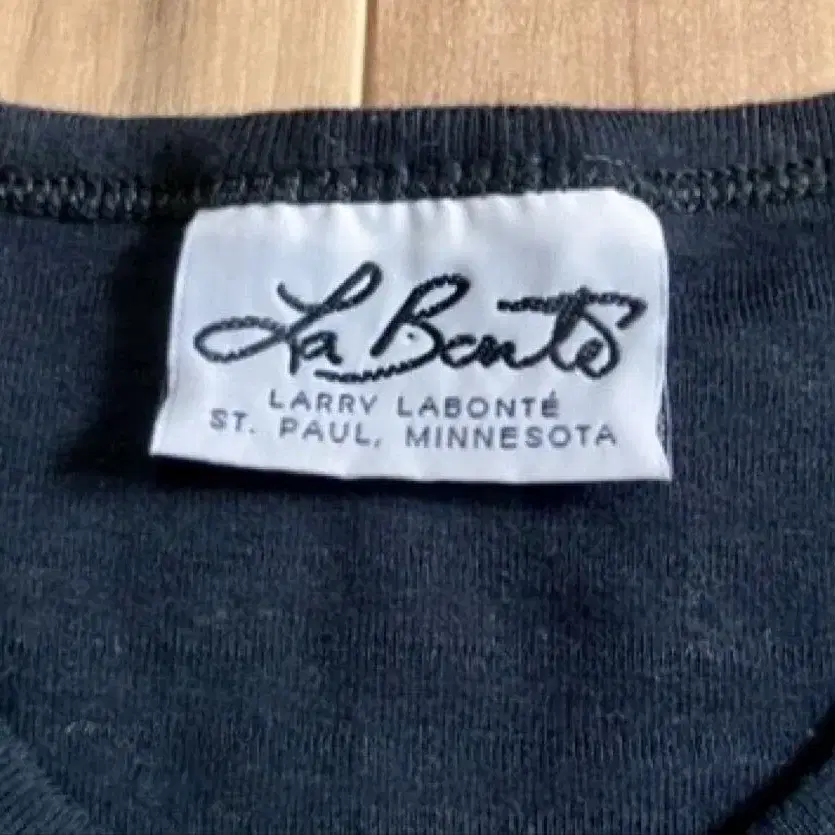 La Bonté
LARRY LABONTÉ
ST. PAUL, MINNESOTA